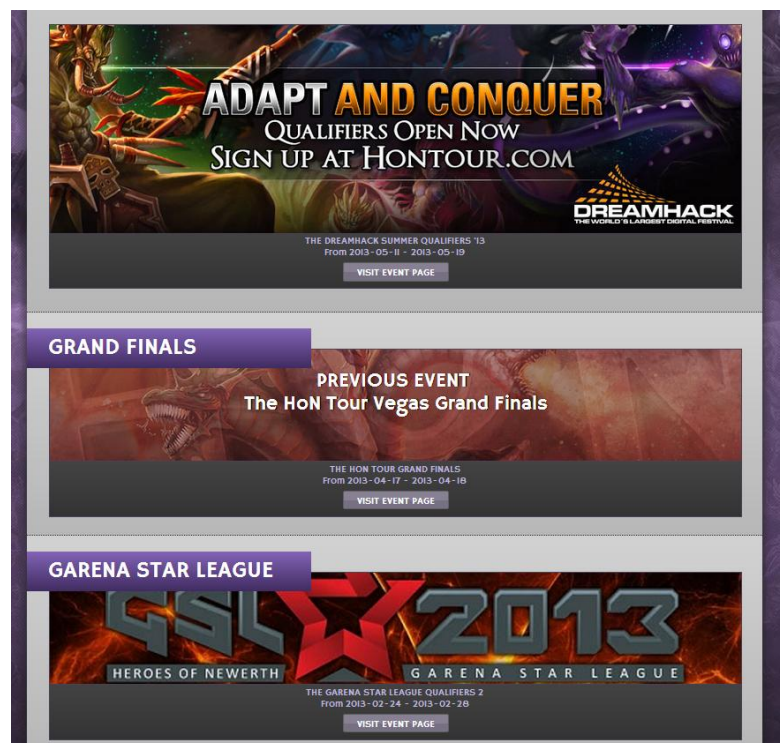 ADAPT AND CONQUER
QUALIFIERS OPEN NOW
SIGN UP AT HONTOUR.COM
DREAMHACK
THE WORLD'S LARGEST DIGITAL FESTIVAL
THE DREAMHACK SUMMER QUALIFIERS '13
From 2013-05-11 - 2013-05-19
VISIT EVENT PAGE
GRAND FINALS
PREVIOUS EVENT
The HoN Tour Vegas Grand Finals
THE HON TOUR GRAND FINALS
From 2013-04-17 - 2013-04-18
VISIT EVENT PAGE
GARENA STAR LEAGUE
GSL 2013
HEROES OF NEWERTH GARENA STAR LEAGUE
THE GARENA STAR LEAGUE QUALIFIERS 2
From 2013-02-24 - 2013-02-28
VISIT EVENT PAGE